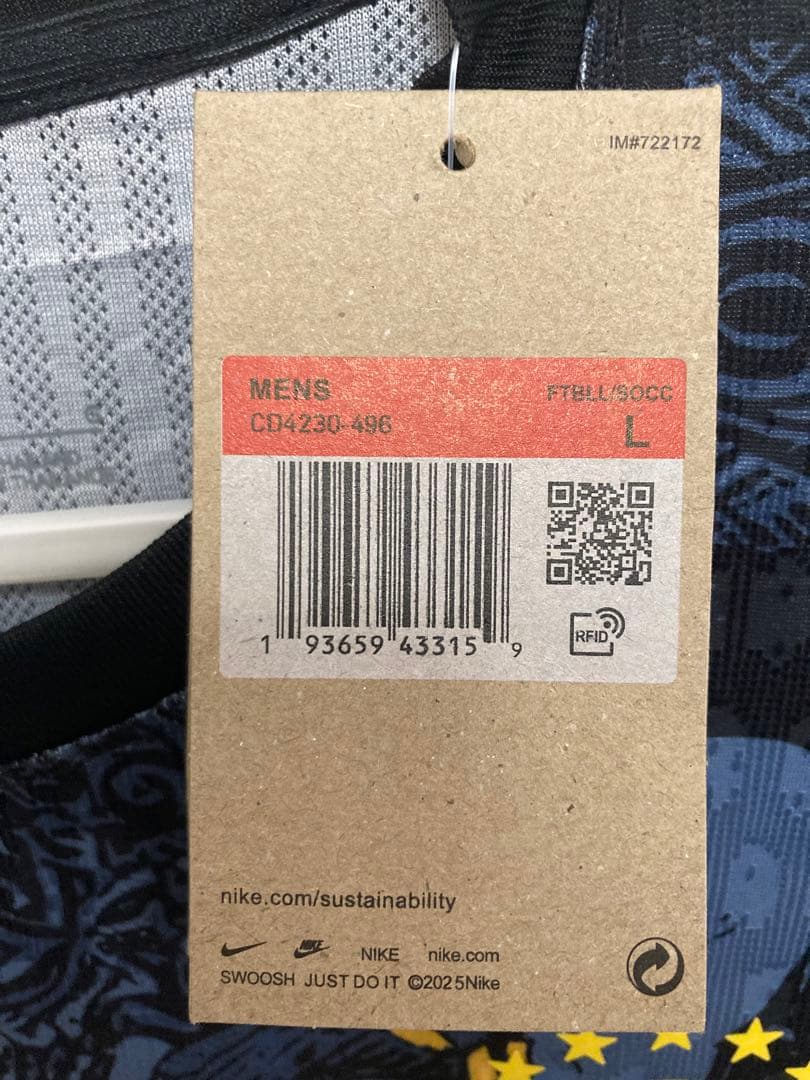 IM#722172
MENS FTBLL/SOCC
CD4230-496 L
1 93659 43315 9
RFID
nike.com/sustainability
NIKE nike.com
SWOOSH JUST DO IT ©2025Nike